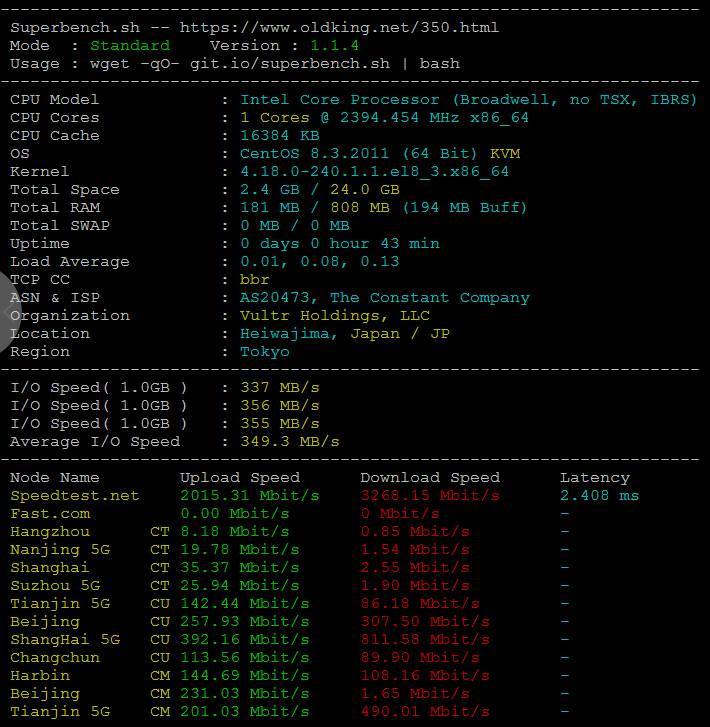 ----------------------------------------------------------------------
Superbench.sh -- https://www.oldking.net/350.html
Mode  : Standard    Version : 1.1.4
Usage : wget -qO- git.io/superbench.sh | bash
----------------------------------------------------------------------
CPU Model            : Intel Core Processor (Broadwell, no TSX, IBRS)
CPU Cores            : 1 Cores @ 2394.454 MHz x86_64
CPU Cache            : 16384 KB
OS                   : CentOS 8.3.2011 (64 Bit) KVM
Kernel               : 4.18.0-240.1.1.el8_3.x86_64
Total Space          : 2.4 GB / 24.0 GB
Total RAM            : 181 MB / 808 MB (194 MB Buff)
Total SWAP           : 0 MB / 0 MB
Uptime               : 0 days 0 hour 43 min
Load Average         : 0.01, 0.08, 0.13
TCP CC               : bbr
ASN & ISP            : AS20473, The Constant Company
Organization         : Vultr Holdings, LLC
Location             : Heiwajima, Japan / JP
Region               : Tokyo
----------------------------------------------------------------------
I/O Speed( 1.0GB )   : 337 MB/s
I/O Speed( 1.0GB )   : 356 MB/s
I/O Speed( 1.0GB )   : 355 MB/s
Average I/O Speed    : 349.3 MB/s
----------------------------------------------------------------------
Node Name        Upload Speed      Download Speed      Latency
Speedtest.net    2015.31 Mbit/s    3268.15 Mbit/s      2.408 ms
Fast.com         0.00 Mbit/s       0 Mbit/s            -
Hangzhou      CT 8.18 Mbit/s       0.85 Mbit/s         -
Nanjing 5G    CT 19.78 Mbit/s      1.54 Mbit/s         -
Shanghai      CT 35.37 Mbit/s      2.55 Mbit/s         -
Suzhou 5G     CT 25.94 Mbit/s      1.90 Mbit/s         -
Tianjin 5G    CU 142.44 Mbit/s     86.18 Mbit/s        -
Beijing       CU 257.93 Mbit/s     307.50 Mbit/s       -
ShangHai 5G   CU 392.16 Mbit/s     811.58 Mbit/s       -
Changchun     CU 113.56 Mbit/s     89.90 Mbit/s        -
Harbin        CM 144.69 Mbit/s     108.16 Mbit/s       -
Beijing       CM 231.03 Mbit/s     1.65 Mbit/s         -
Tianjin 5G    CM 201.03 Mbit/s     490.01 Mbit/s       -